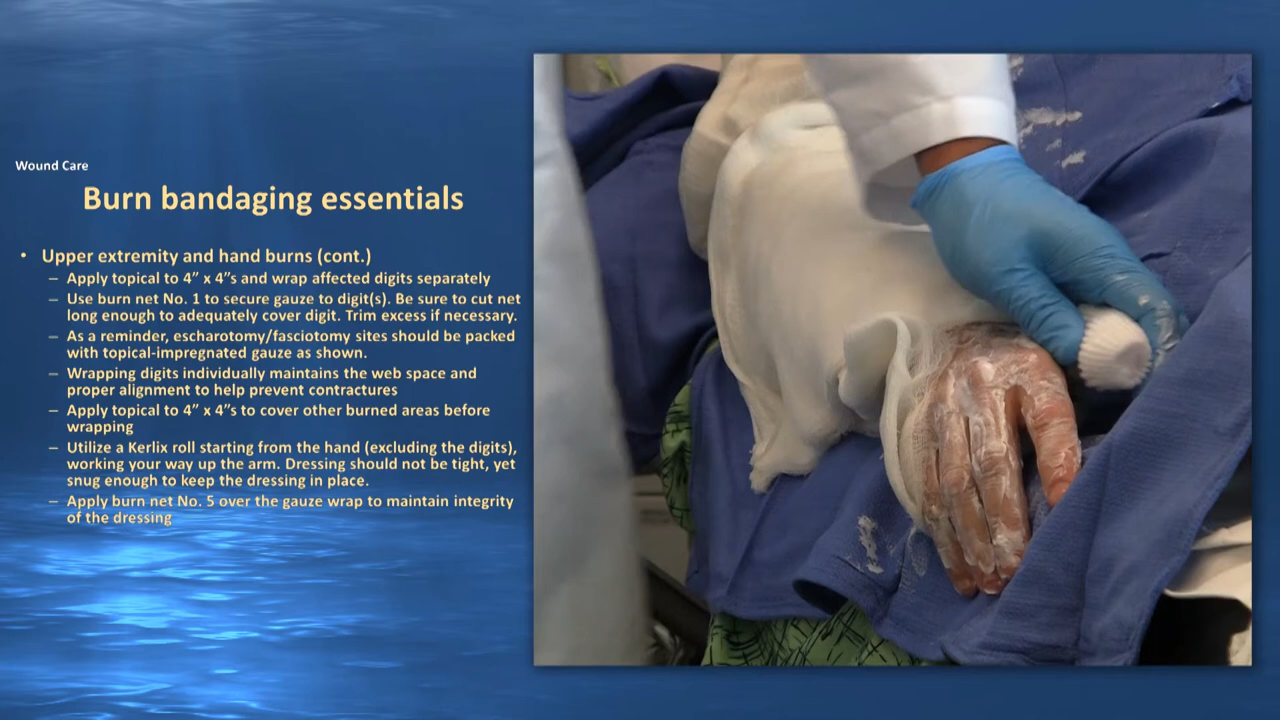 Wound Care
Burn bandaging essentials
• Upper extremity and hand burns (cont.)
– Apply topical to 4” x 4”s and wrap affected digits separately
– Use burn net No. 1 to secure gauze to digit(s). Be sure to cut net
long enough to adequately cover digit. Trim excess if necessary.
– As a reminder, escharotomy/fasciotomy sites should be packed
with topical-impregnated gauze as shown.
– Wrapping digits individually maintains the web space and
proper alignment to help prevent contractures
– Apply topical to 4” x 4”s to cover other burned areas before
wrapping
– Utilize a Kerlix roll starting from the hand (excluding the digits),
working your way up the arm. Dressing should not be tight, yet
snug enough to keep the dressing in place.
– Apply burn net No. 5 over the gauze wrap to maintain integrity
of the dressing